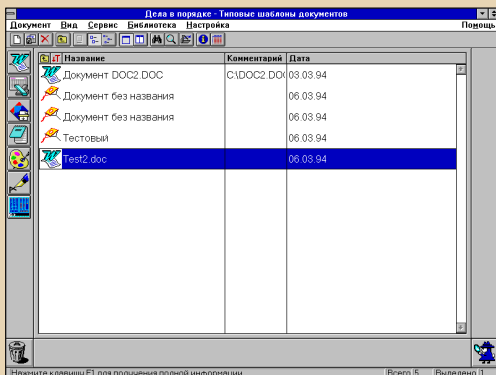 Дела в порядке - Типовые шаблоны документов
Документ Вид Сервис Библиотека Настройка Помощь
Название Комментарий Дата
Документ DOC2.DOC C:\DOC2.DO( 03.03.94
Документ без названия 06.03.94
Документ без названия 06.03.94
Тестовый 06.03.94
Test2.doc 06.03.94
Нажмите клавишу F1 для получения полной информации Всего 5 Выделено 1